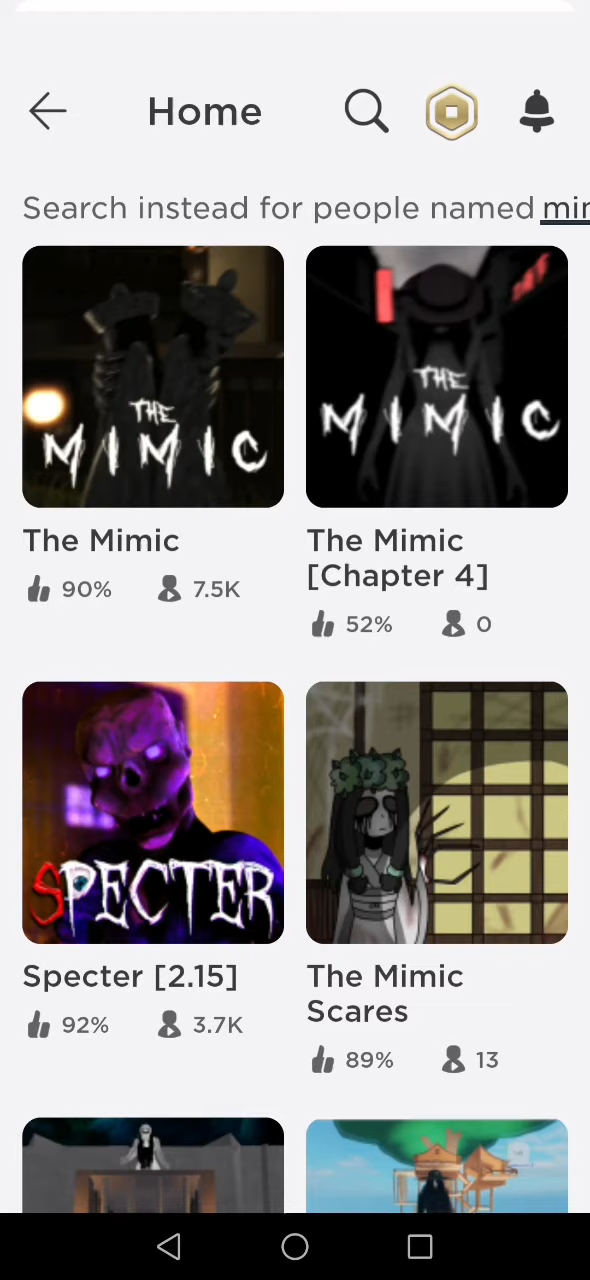 Home
Search instead for people named
THE
MIMIC
THE
MIMIC
The Mimic
90% 7.5K
The Mimic
[Chapter 4]
52% 0
SPECTER
Specter [2.15]
92% 3.7K
The Mimic
Scares
89% 13